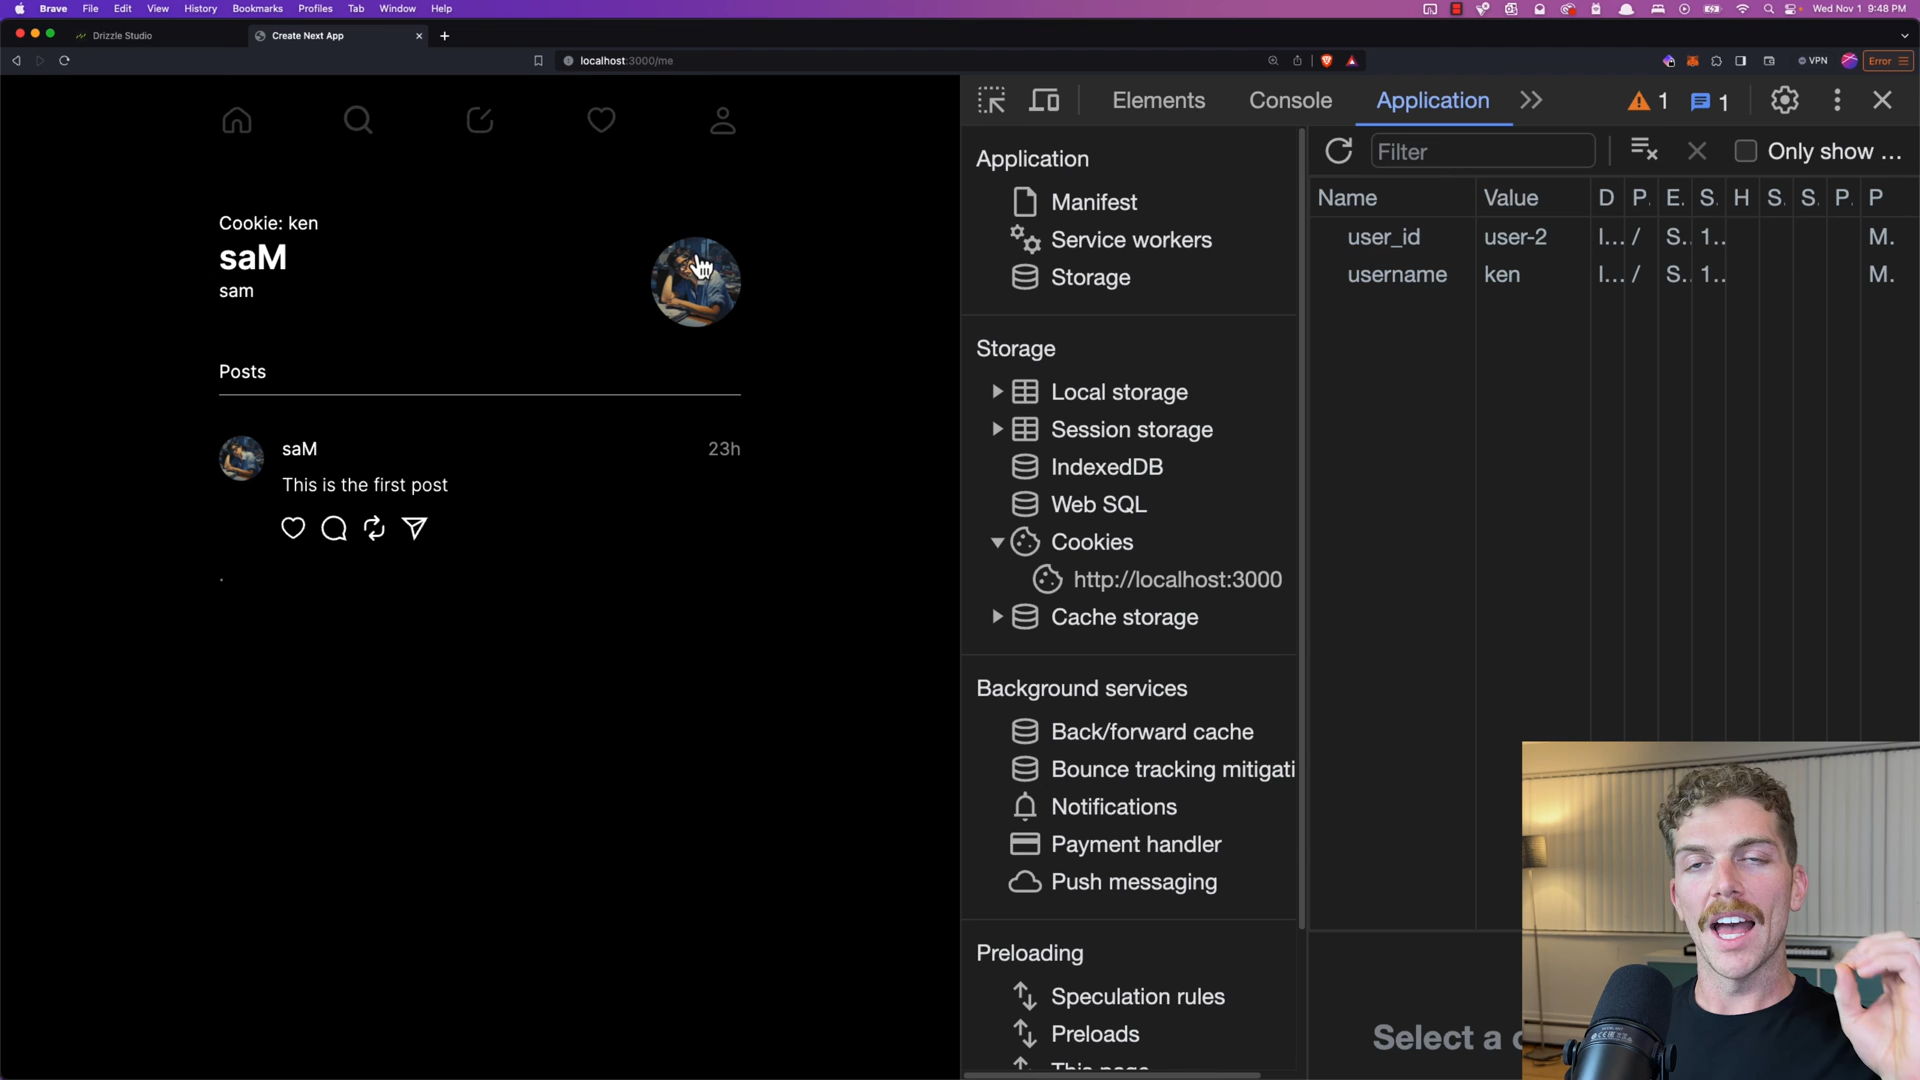 Brave File Edit View History Bookmarks Profiles Tab Window Help Wed Nov 1 9:48 PM
Drizzle Studio Create Next App
localhost:3000/me VPN Error
Elements Console Application 1 1
Filter Only show ...
Application
Manifest
Service workers
Storage
Storage
Local storage
Session storage
IndexedDB
Web SQL
Cookies
http://localhost:3000
Cache storage
Background services
Back/forward cache
Bounce tracking mitigati
Notifications
Payment handler
Push messaging
Preloading
Speculation rules
Preloads
This page
Name Value D P. E. S. H S. S. P. P
user_id user-2 l... / S.. 1.. M.
username ken l... / S.. 1.. M.
Select a c
Cookie: ken
saM
sam
Posts
saM 23h
This is the first post
.